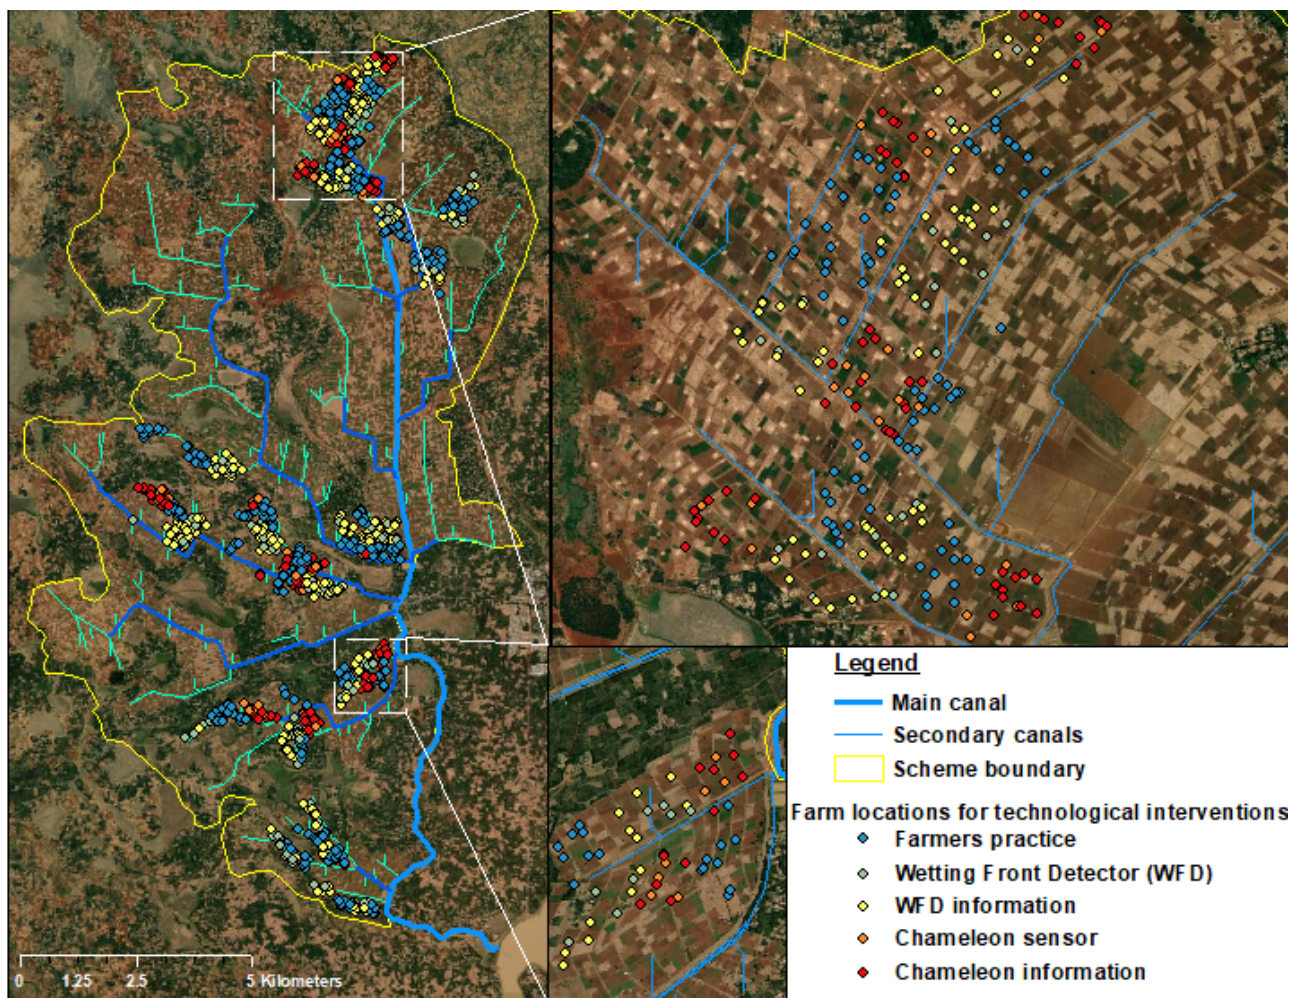 Legend
Main canal
Secondary canals
Scheme boundary
Farm locations for technological interventions
Farmers practice
Wetting Front Detector (WFD)
WFD information
Chameleon sensor
Chameleon information
0 1.25 2.5 5 Kilometers